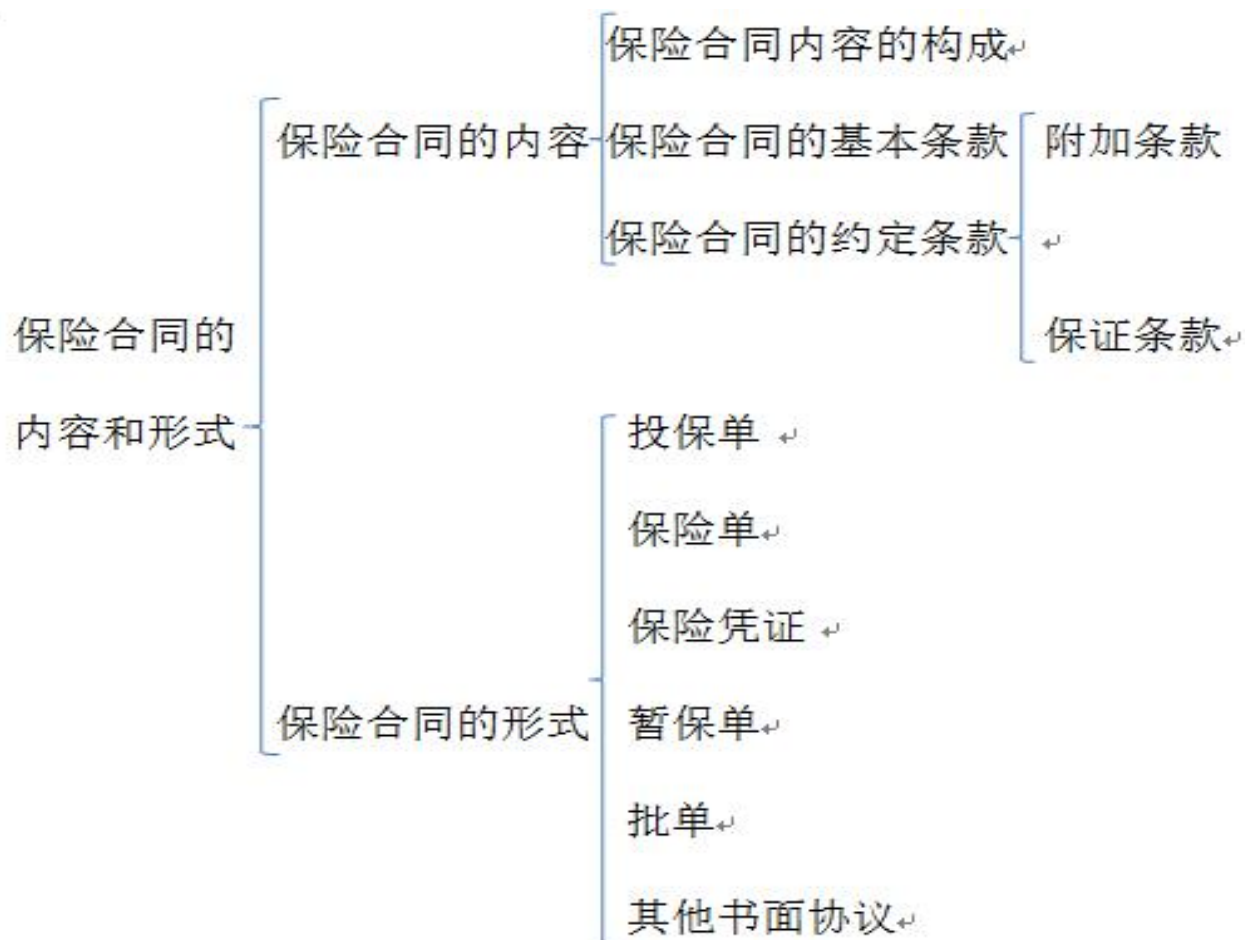 保险合同内容的构成
保险合同的内容
保险合同的基本条款
附加条款
保险合同的约定条款
保险合同的
保证条款
内容和形式
投保单
保险单
保险凭证
保险合同的形式
暂保单
批单
其他书面协议